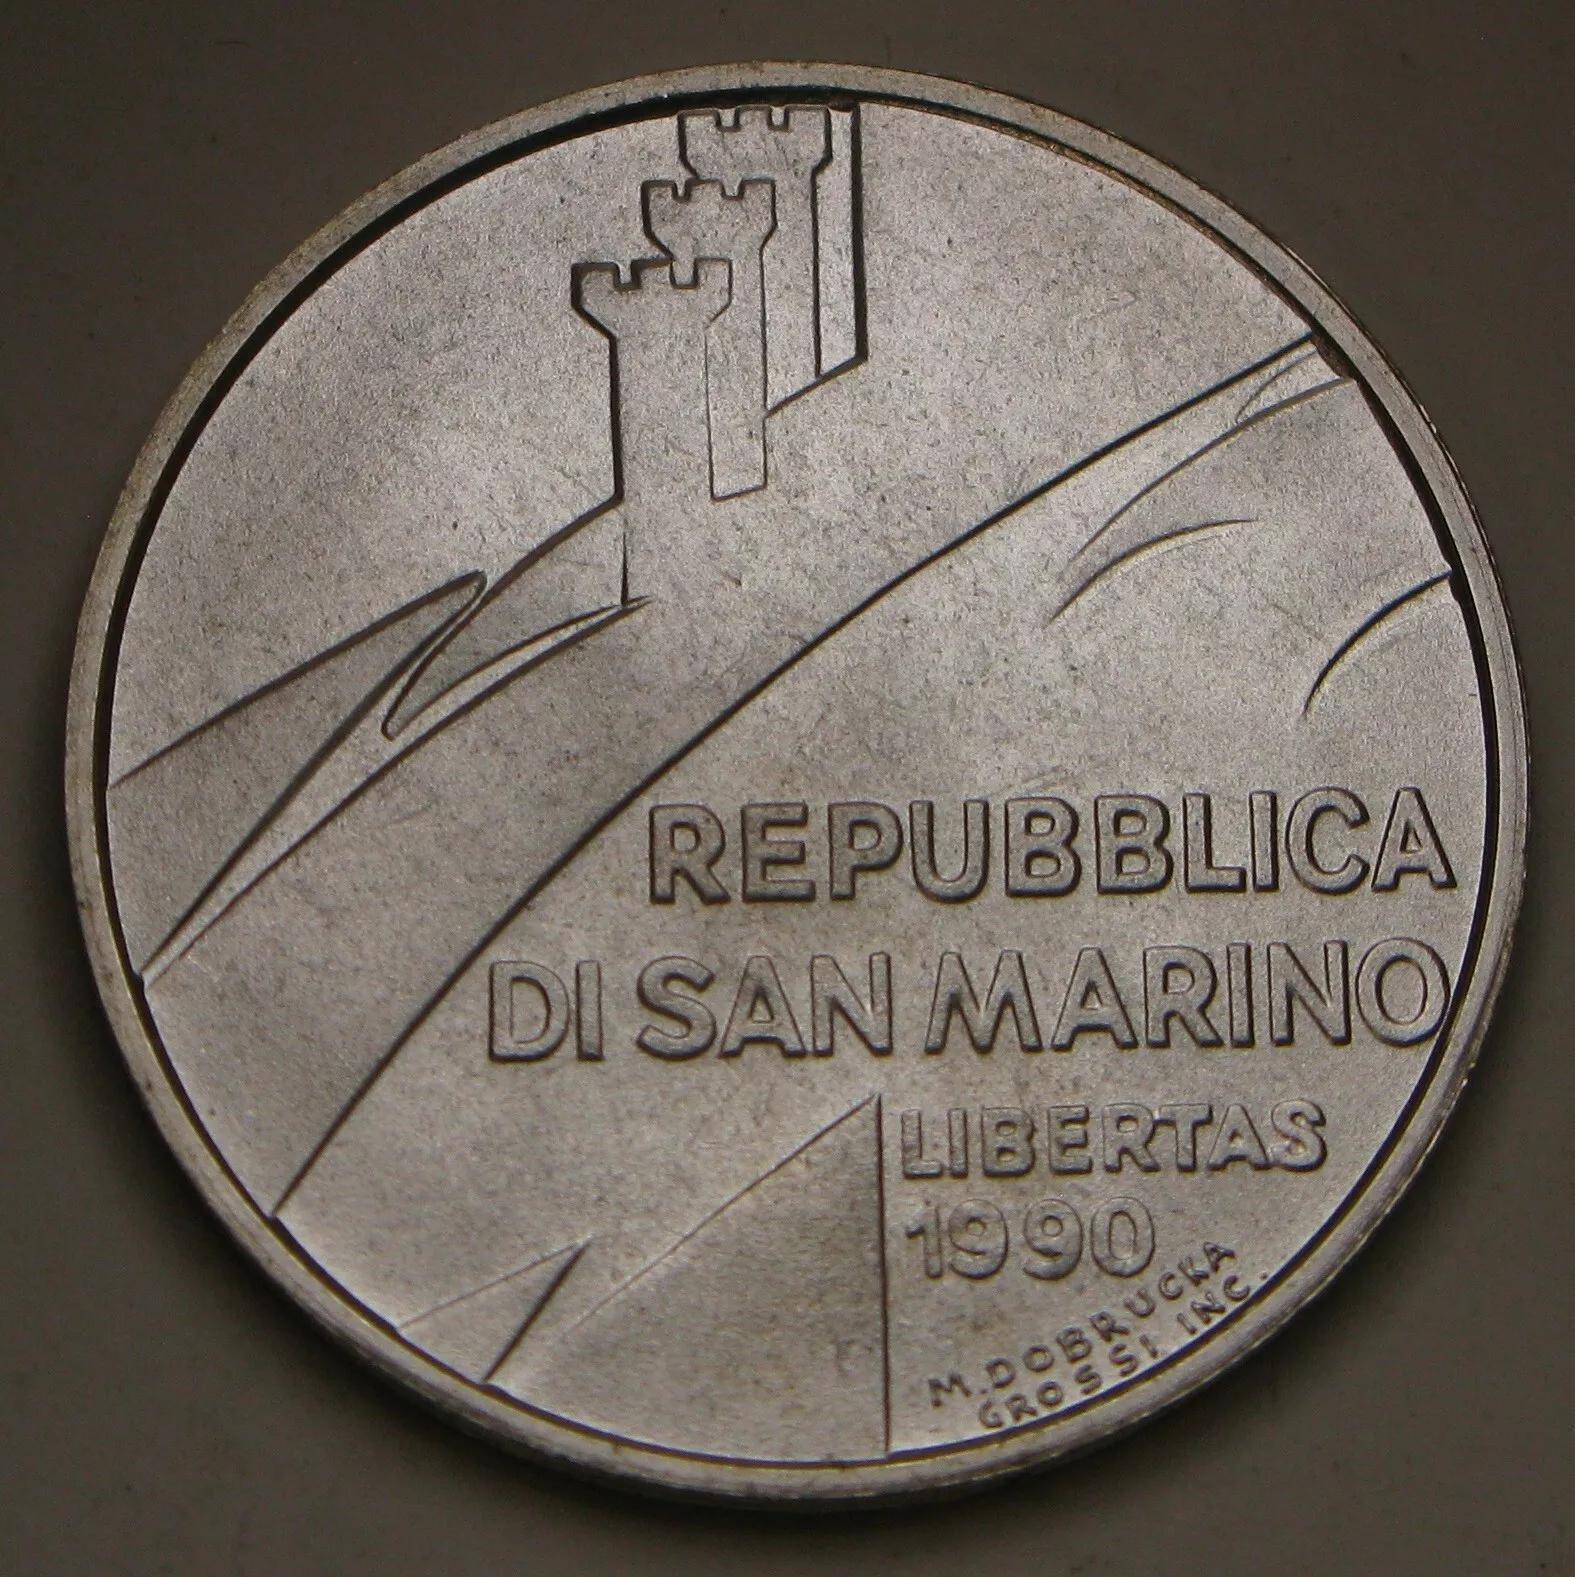 REPUBBLICA
DI SAN MARINO
LIBERTAS
1990
M. DOBRUCKA
GROSSI INC.